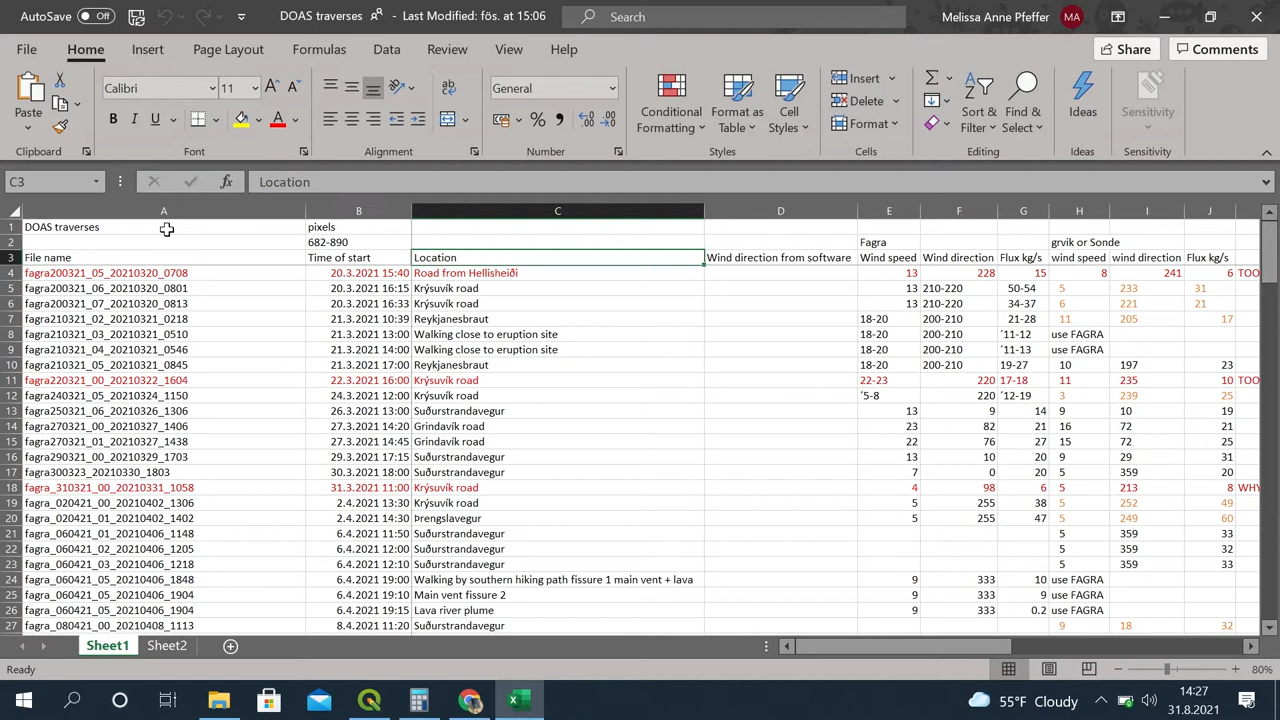 AutoSave Off DOAS traverses Last Modified: fös. at 15:06 Search Melissa Anne Pfeffer MA
File Home Insert Page Layout Formulas Data Review View Help Share Comments
Paste Calibri 11 General Conditional Formatting Format as Table Cell Styles Insert Delete Format Sort & Filter Find & Select Ideas Sensitivity
Clipboard Font Alignment Number Styles Cells Editing Ideas Sensitivity
C3 fx Location
A B C D E F G H I J
1 DOAS traverses pixels
2 682-890 Fagra grvik or Sonde
3 File name Time of start Location Wind direction from software Wind speed Wind direction Flux kg/s wind speed wind direction Flux kg/s
4 fagra200321_05_20210320_0708 20.3.2021 15:40 Road from Hellisheiði 13 228 15 8 241 6 TOO
5 fagra200321_06_20210320_0801 20.3.2021 16:15 Krýsuvík road 13 210-220 50-54 5 233 31
6 fagra200321_07_20210320_0813 20.3.2021 16:33 Krýsuvík road 13 210-220 34-37 6 221 21
7 fagra210321_02_20210321_0218 21.3.2021 10:39 Reykjanesbraut 18-20 200-210 21-28 11 205 17
8 fagra210321_03_20210321_0510 21.3.2021 13:00 Walking close to eruption site 18-20 200-210 ´11-12 use FAGRA
9 fagra210321_04_20210321_0546 21.3.2021 14:00 Walking close to eruption site 18-20 200-210 ´11-13 use FAGRA
10 fagra210321_05_20210321_0845 21.3.2021 17:00 Reykjanesbraut 18-20 200-210 19-27 10 197 23
11 fagra220321_00_20210322_1604 22.3.2021 16:00 Krýsuvík road 22-23 220 17-18 11 235 10 TOO
12 fagra240321_05_20210324_1150 24.3.2021 12:00 Krýsuvík road ´5-8 220 ´12-19 3 239 25
13 fagra250321_06_20210326_1306 26.3.2021 13:00 Suðurstrandavegur 13 9 14 9 10 19
14 fagra270321_00_20210327_1406 27.3.2021 14:20 Grindavík road 23 82 21 16 72 21
15 fagra270321_01_20210327_1438 27.3.2021 14:45 Grindavík road 22 76 27 15 72 25
16 fagra290321_00_20210329_1703 29.3.2021 17:15 Suðurstrandavegur 13 10 20 9 29 31
17 fagra300323_20210330_1803 30.3.2021 18:00 Suðurstrandavegur 7 0 20 5 359 20
18 fagra_310321_00_20210331_1058 31.3.2021 11:00 Krýsuvík road 4 98 6 5 213 8 WHY
19 fagra_020421_00_20210402_1306 2.4.2021 13:30 Krýsuvík road 5 255 38 5 252 49
20 fagra_020421_01_20210402_1402 2.4.2021 14:30 Þrengslavegur 5 255 47 5 249 60
21 fagra_060421_01_20210406_1148 6.4.2021 11:50 Suðurstrandavegur 5 359 33
22 fagra_060421_02_20210406_1205 6.4.2021 12:00 Suðurstrandavegur 5 359 32
23 fagra_060421_03_20210406_1218 6.4.2021 12:10 Suðurstrandavegur 5 359 33
24 fagra_060421_05_20210406_1848 6.4.2021 19:00 Walking by southern hiking path fissure 1 main vent + lava 9 333 10 use FAGRA
25 fagra_060421_05_20210406_1904 6.4.2021 19:10 Main vent fissure 2 9 333 9 use FAGRA
26 fagra_060421_05_20210406_1904 6.4.2021 19:15 Lava river plume 9 333 0.2 use FAGRA
27 fagra_080421_00_20210408_1113 8.4.2021 11:20 Suðurstrandavegur 9 18 32
Sheet1 Sheet2
Ready 80%
55°F Cloudy 14:27
31.8.2021